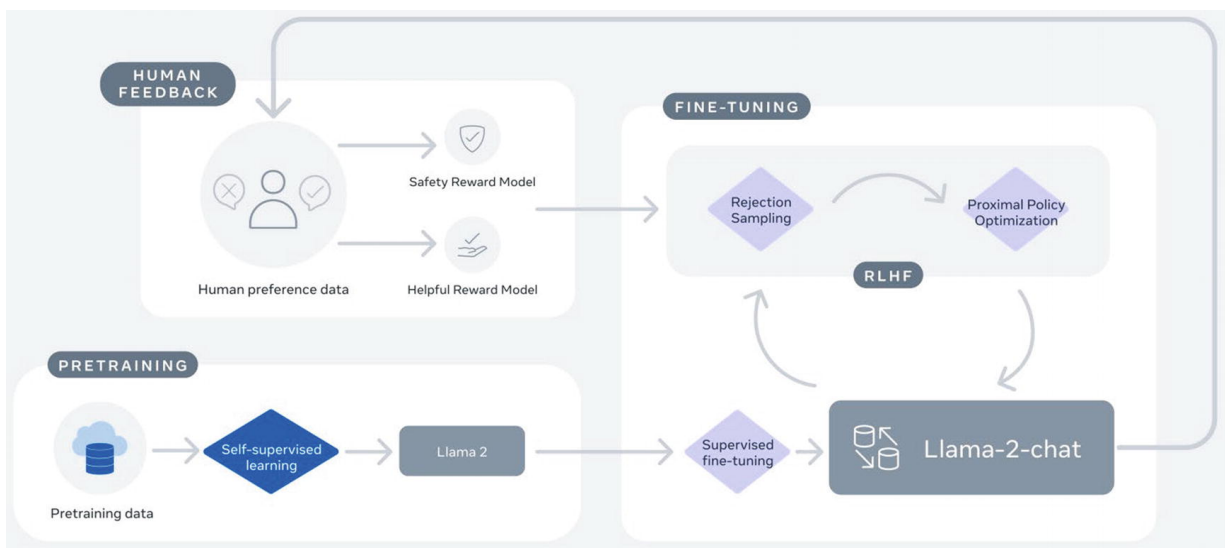 HUMAN
FEEDBACK
Safety Reward Model
Human preference data
Helpful Reward Model
FINE-TUNING
Rejection
Sampling
Proximal Policy
Optimization
RLHF
PRETRAINING
Pretraining data
Self-supervised
learning
Llama 2
Supervised
fine-tuning
Llama-2-chat